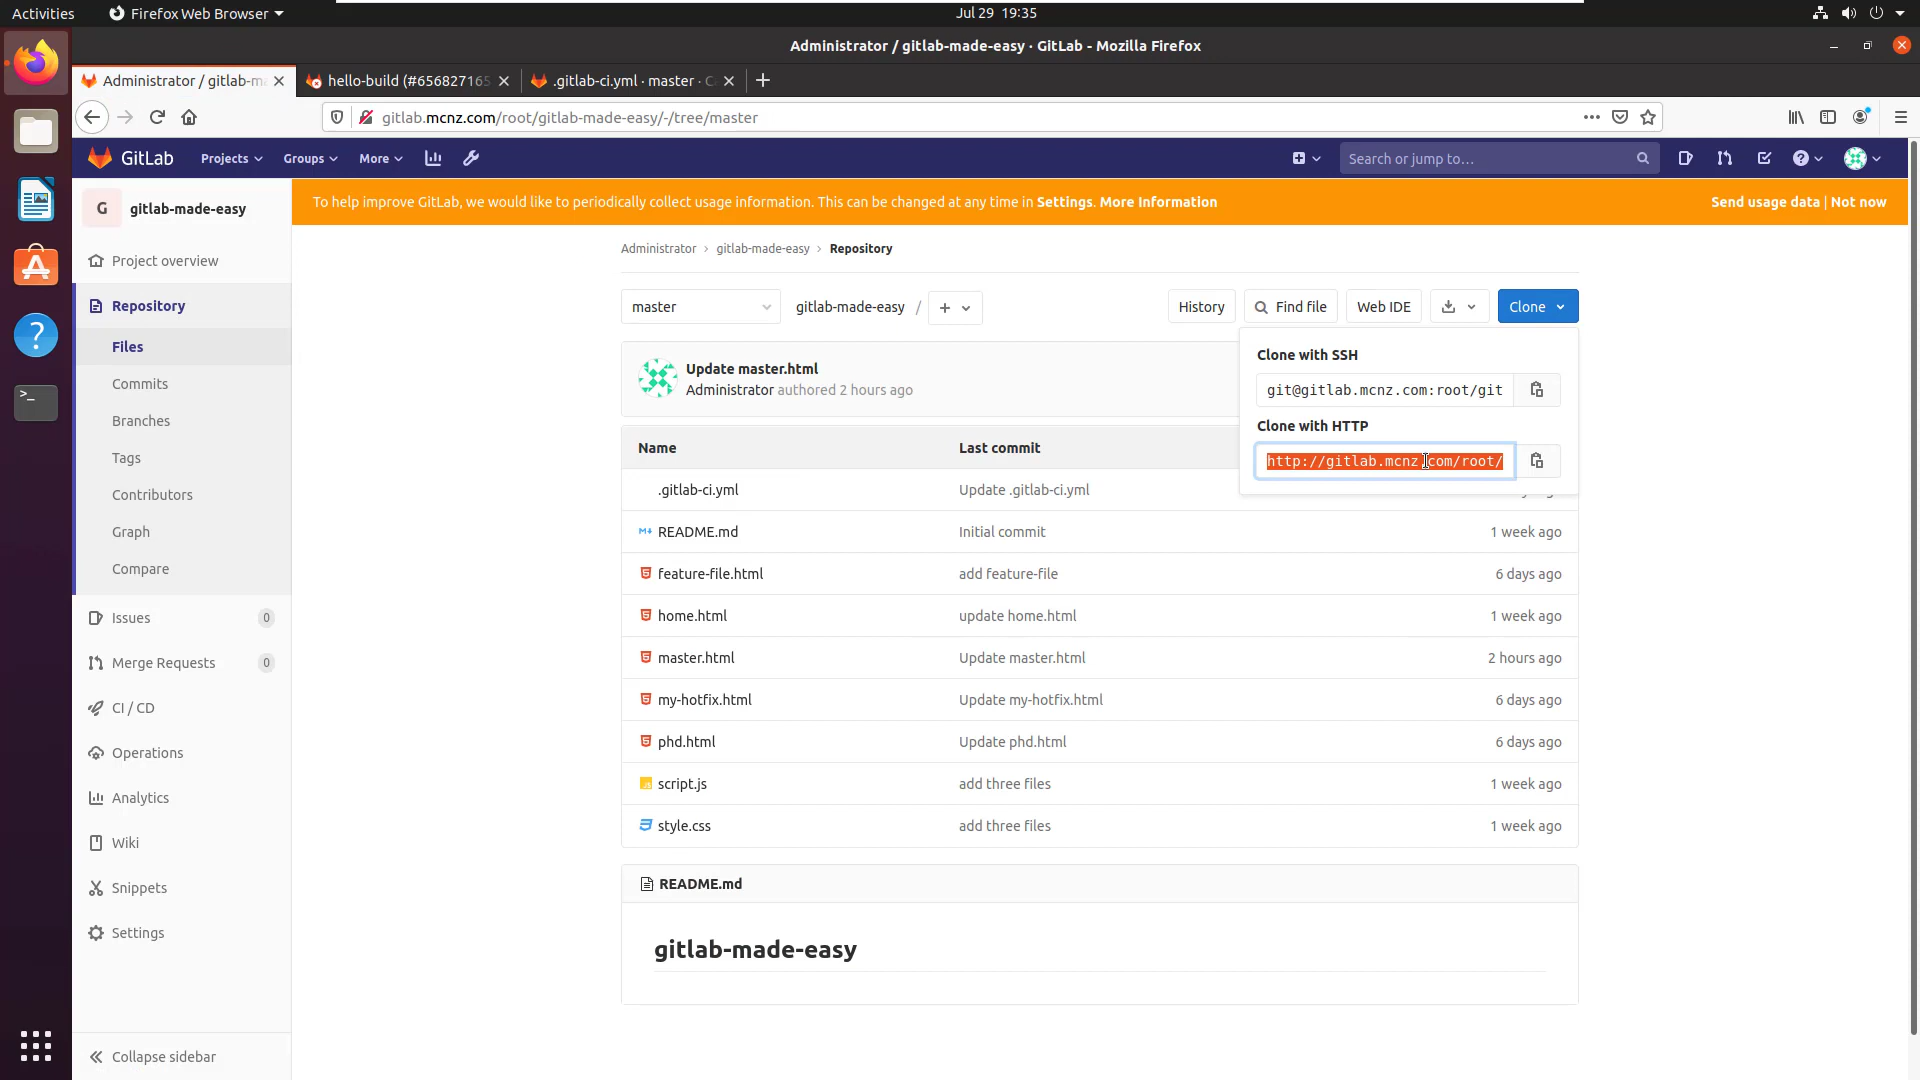 Activities
Firefox Web Browser
Jul 29 19:35
Administrator / gitlab-made-easy · GitLab - Mozilla Firefox
Administrator / gitlab-m
hello-build (#656827165
.gitlab-ci.yml · master · C
gitlab.mcnz.com/root/gitlab-made-easy/-/tree/master
GitLab
Projects
Groups
More
Search or jump to…
G
gitlab-made-easy
To help improve GitLab, we would like to periodically collect usage information. This can be changed at any time in Settings. More Information
Send usage data | Not now
Project overview
Repository
Files
Commits
Branches
Tags
Contributors
Graph
Compare
Issues 0
Merge Requests 0
CI / CD
Operations
Analytics
Wiki
Snippets
Settings
Collapse sidebar
Administrator › gitlab-made-easy › Repository
master
gitlab-made-easy /
History
Find file
Web IDE
Clone
Clone with SSH
git@gitlab.mcnz.com:root/git
Clone with HTTP
http://gitlab.mcnz.com/root/
Update master.html
Administrator authored 2 hours ago
Name Last commit
.gitlab-ci.yml Update .gitlab-ci.yml
README.md Initial commit 1 week ago
feature-file.html add feature-file 6 days ago
home.html update home.html 1 week ago
master.html Update master.html 2 hours ago
my-hotfix.html Update my-hotfix.html 6 days ago
phd.html Update phd.html 6 days ago
script.js add three files 1 week ago
style.css add three files 1 week ago
README.md
gitlab-made-easy